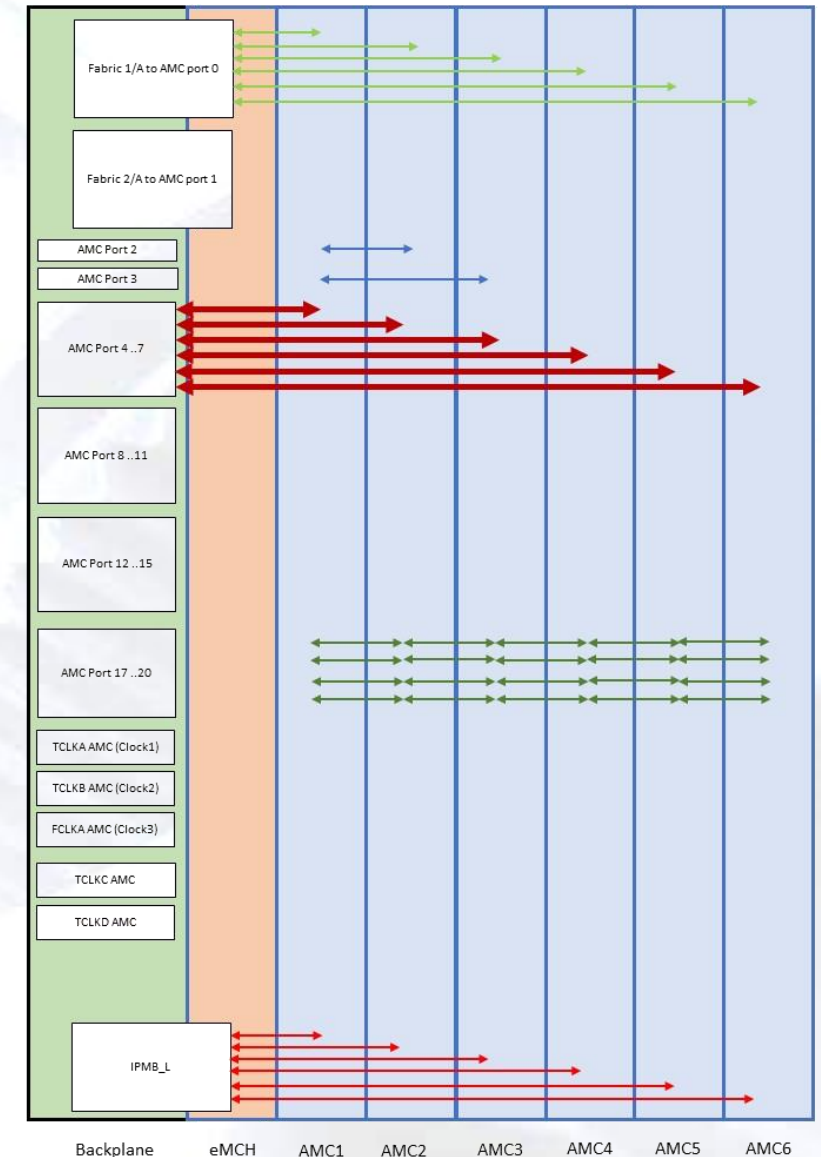 Fabric 1/A to AMC port 0
Fabric 2/A to AMC port 1
AMC Port 2
AMC Port 3
AMC Port 4 ..7
AMC Port 8 ..11
AMC Port 12 ..15
AMC Port 17 ..20
TCLKA AMC (Clock1)
TCLKB AMC (Clock2)
FCLKA AMC (Clock3)
TCLKC AMC
TCLKD AMC
IPMB_L
Backplane eMCH AMC1 AMC2 AMC3 AMC4 AMC5 AMC6